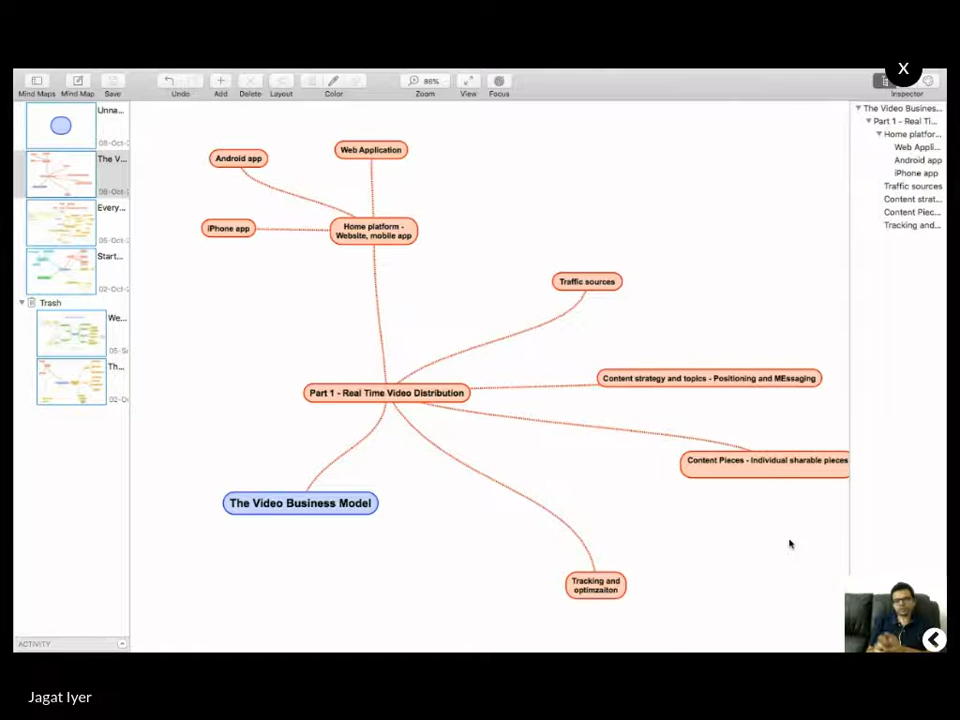 X
Mind Maps
Mind Map
Save
Undo
Add
Delete
Layout
Color
86%
Zoom
View
Focus
Inspector
Unna...
The V...
Every...
Start...
Trash
We...
Th...
ACTIVITY
Android app
Web Application
iPhone app
Home platform -
Website, mobile app
Traffic sources
Part 1 - Real Time Video Distribution
Content strategy and topics - Positioning and MEssaging
Content Pieces - Individual sharable pieces
The Video Business Model
Tracking and
optimzaiton
The Video Busines...
Part 1 - Real Ti...
Home platfor...
Web Appli...
Android app
iPhone app
Traffic sources
Content strat...
Content Piec...
Tracking and...
Jagat Iyer